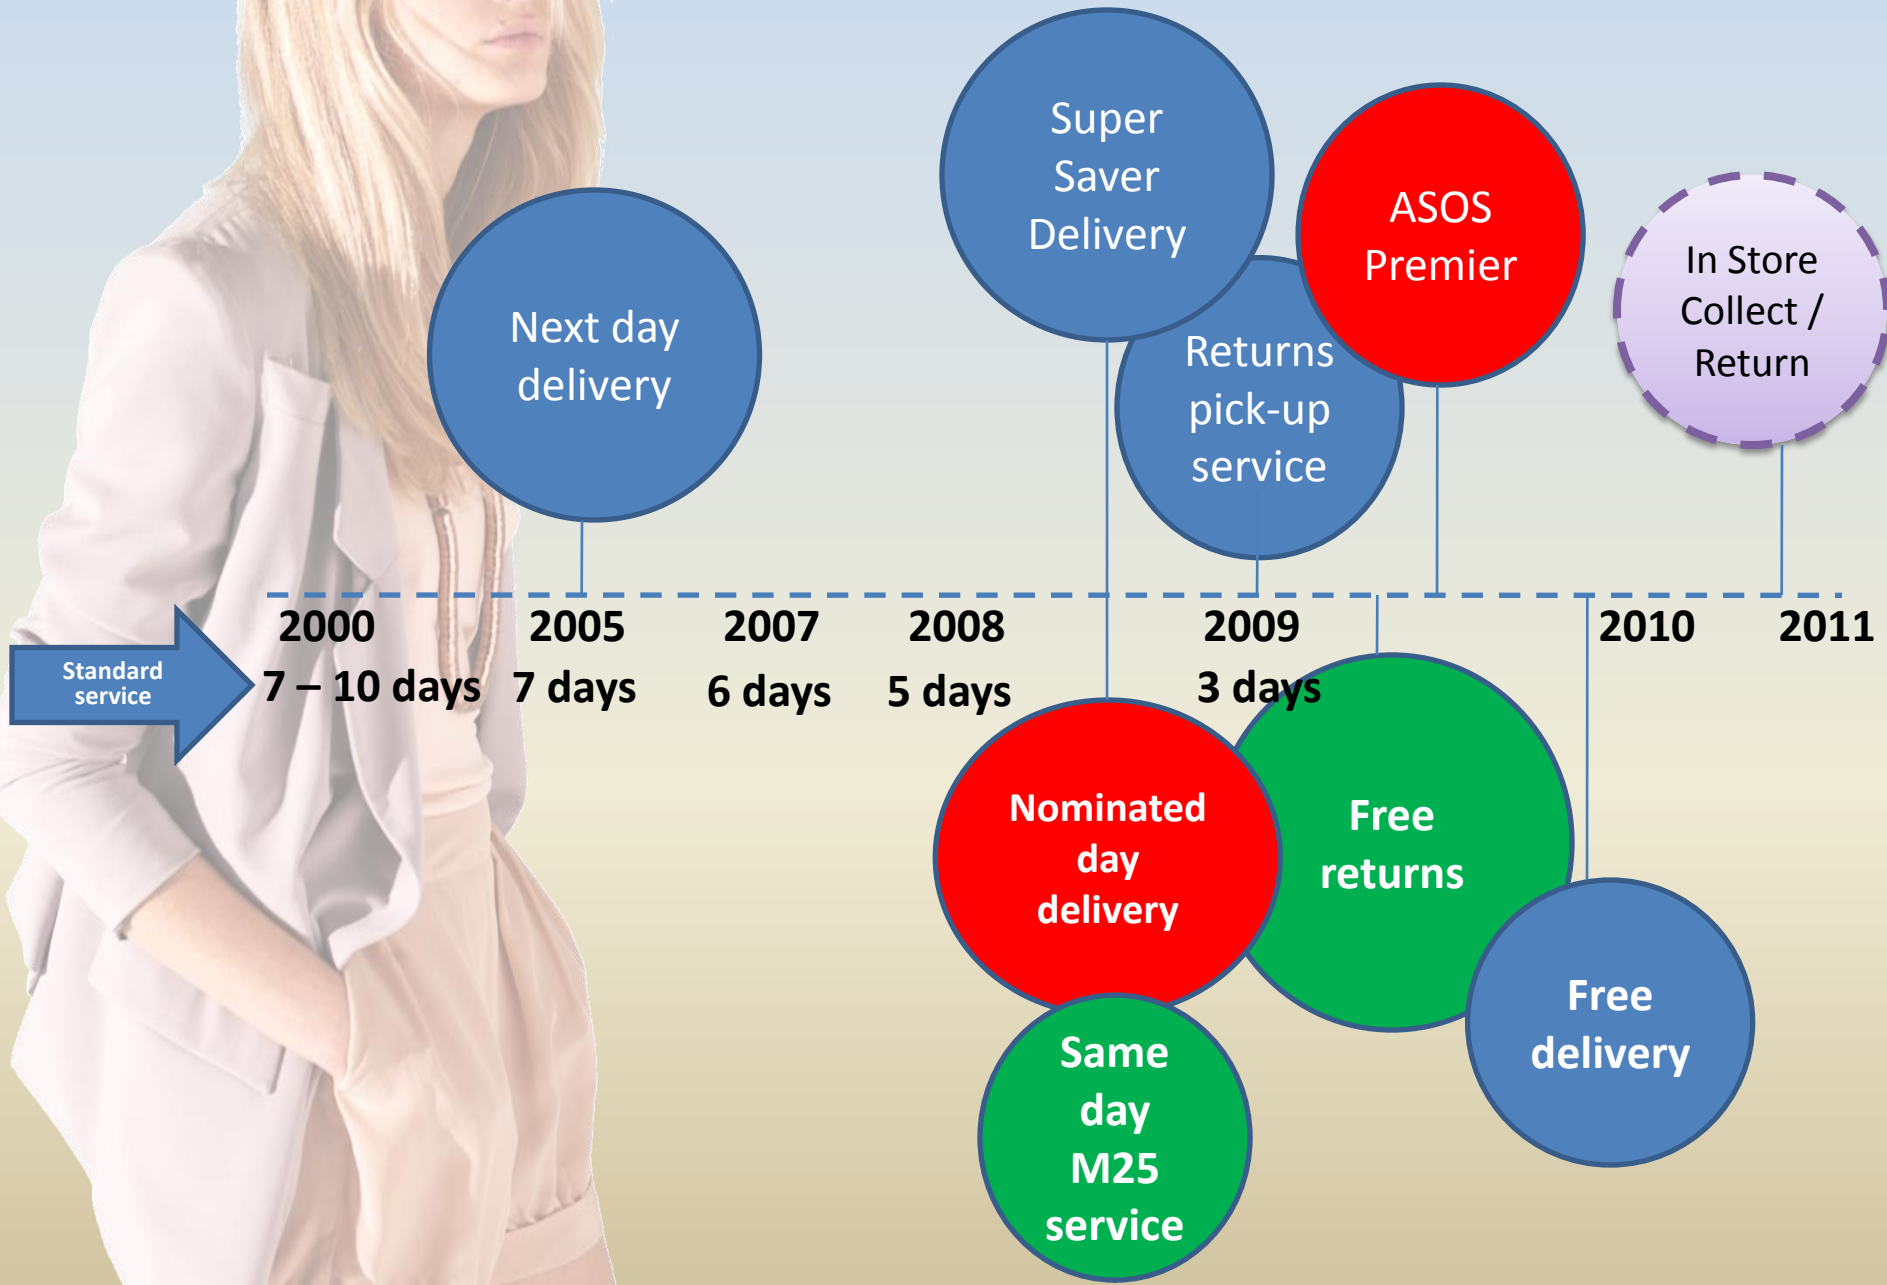 Super
Saver
Delivery
ASOS
Premier
In Store
Collect /
Return
Next day
delivery
Returns
pick-up
service
2000
2005
2007
2008
2009
2010
2011
Standard
service
7 – 10 days
7 days
6 days
5 days
3 days
Nominated
day
delivery
Free
returns
Free
delivery
Same
day
M25
service